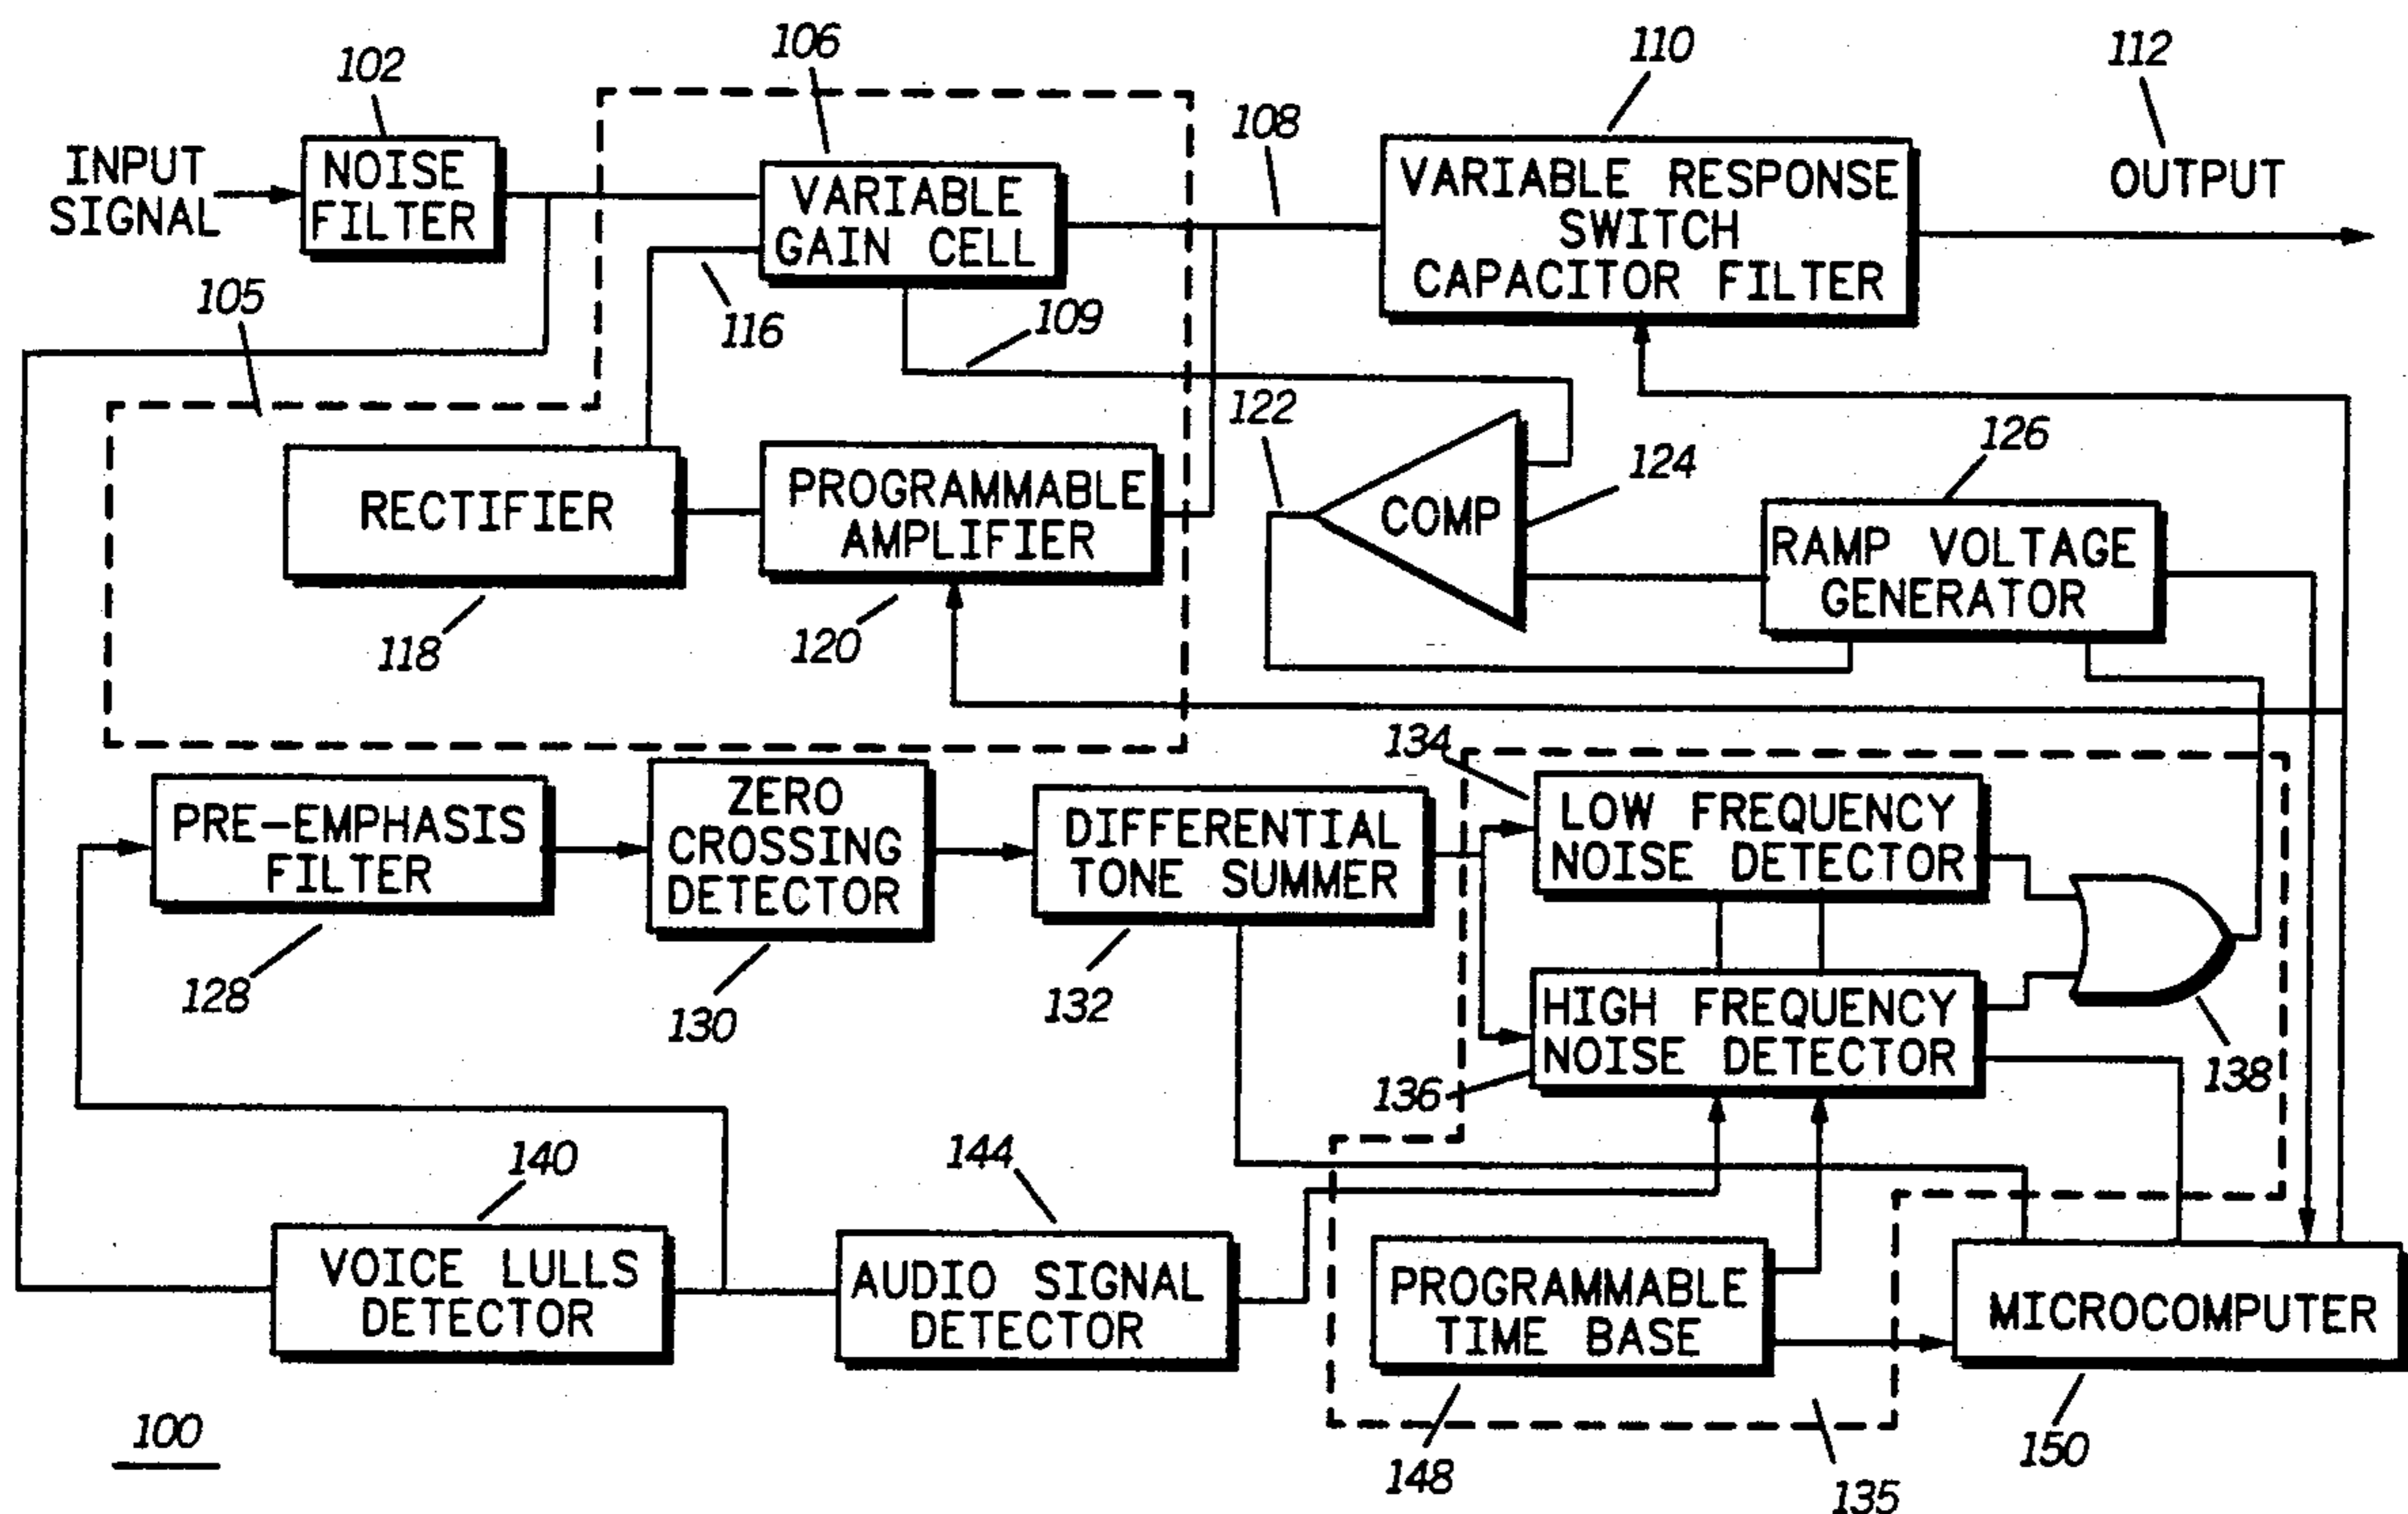 102
106
110
112
INPUT
SIGNAL
NOISE
FILTER
VARIABLE
GAIN CELL
108
VARIABLE RESPONSE
SWITCH
CAPACITOR FILTER
OUTPUT
105
116
109
122
124
126
RECTIFIER
PROGRAMMABLE
AMPLIFIER
COMP
RAMP VOLTAGE
GENERATOR
118
120
134
PRE-EMPHASIS
FILTER
ZERO
CROSSING
DETECTOR
DIFFERENTIAL
TONE SUMMER
LOW FREQUENCY
NOISE DETECTOR
128
130
132
HIGH FREQUENCY
NOISE DETECTOR
136
138
140
144
VOICE LULLS
DETECTOR
AUDIO SIGNAL
DETECTOR
PROGRAMMABLE
TIME BASE
MICROCOMPUTER
100
148
135
150